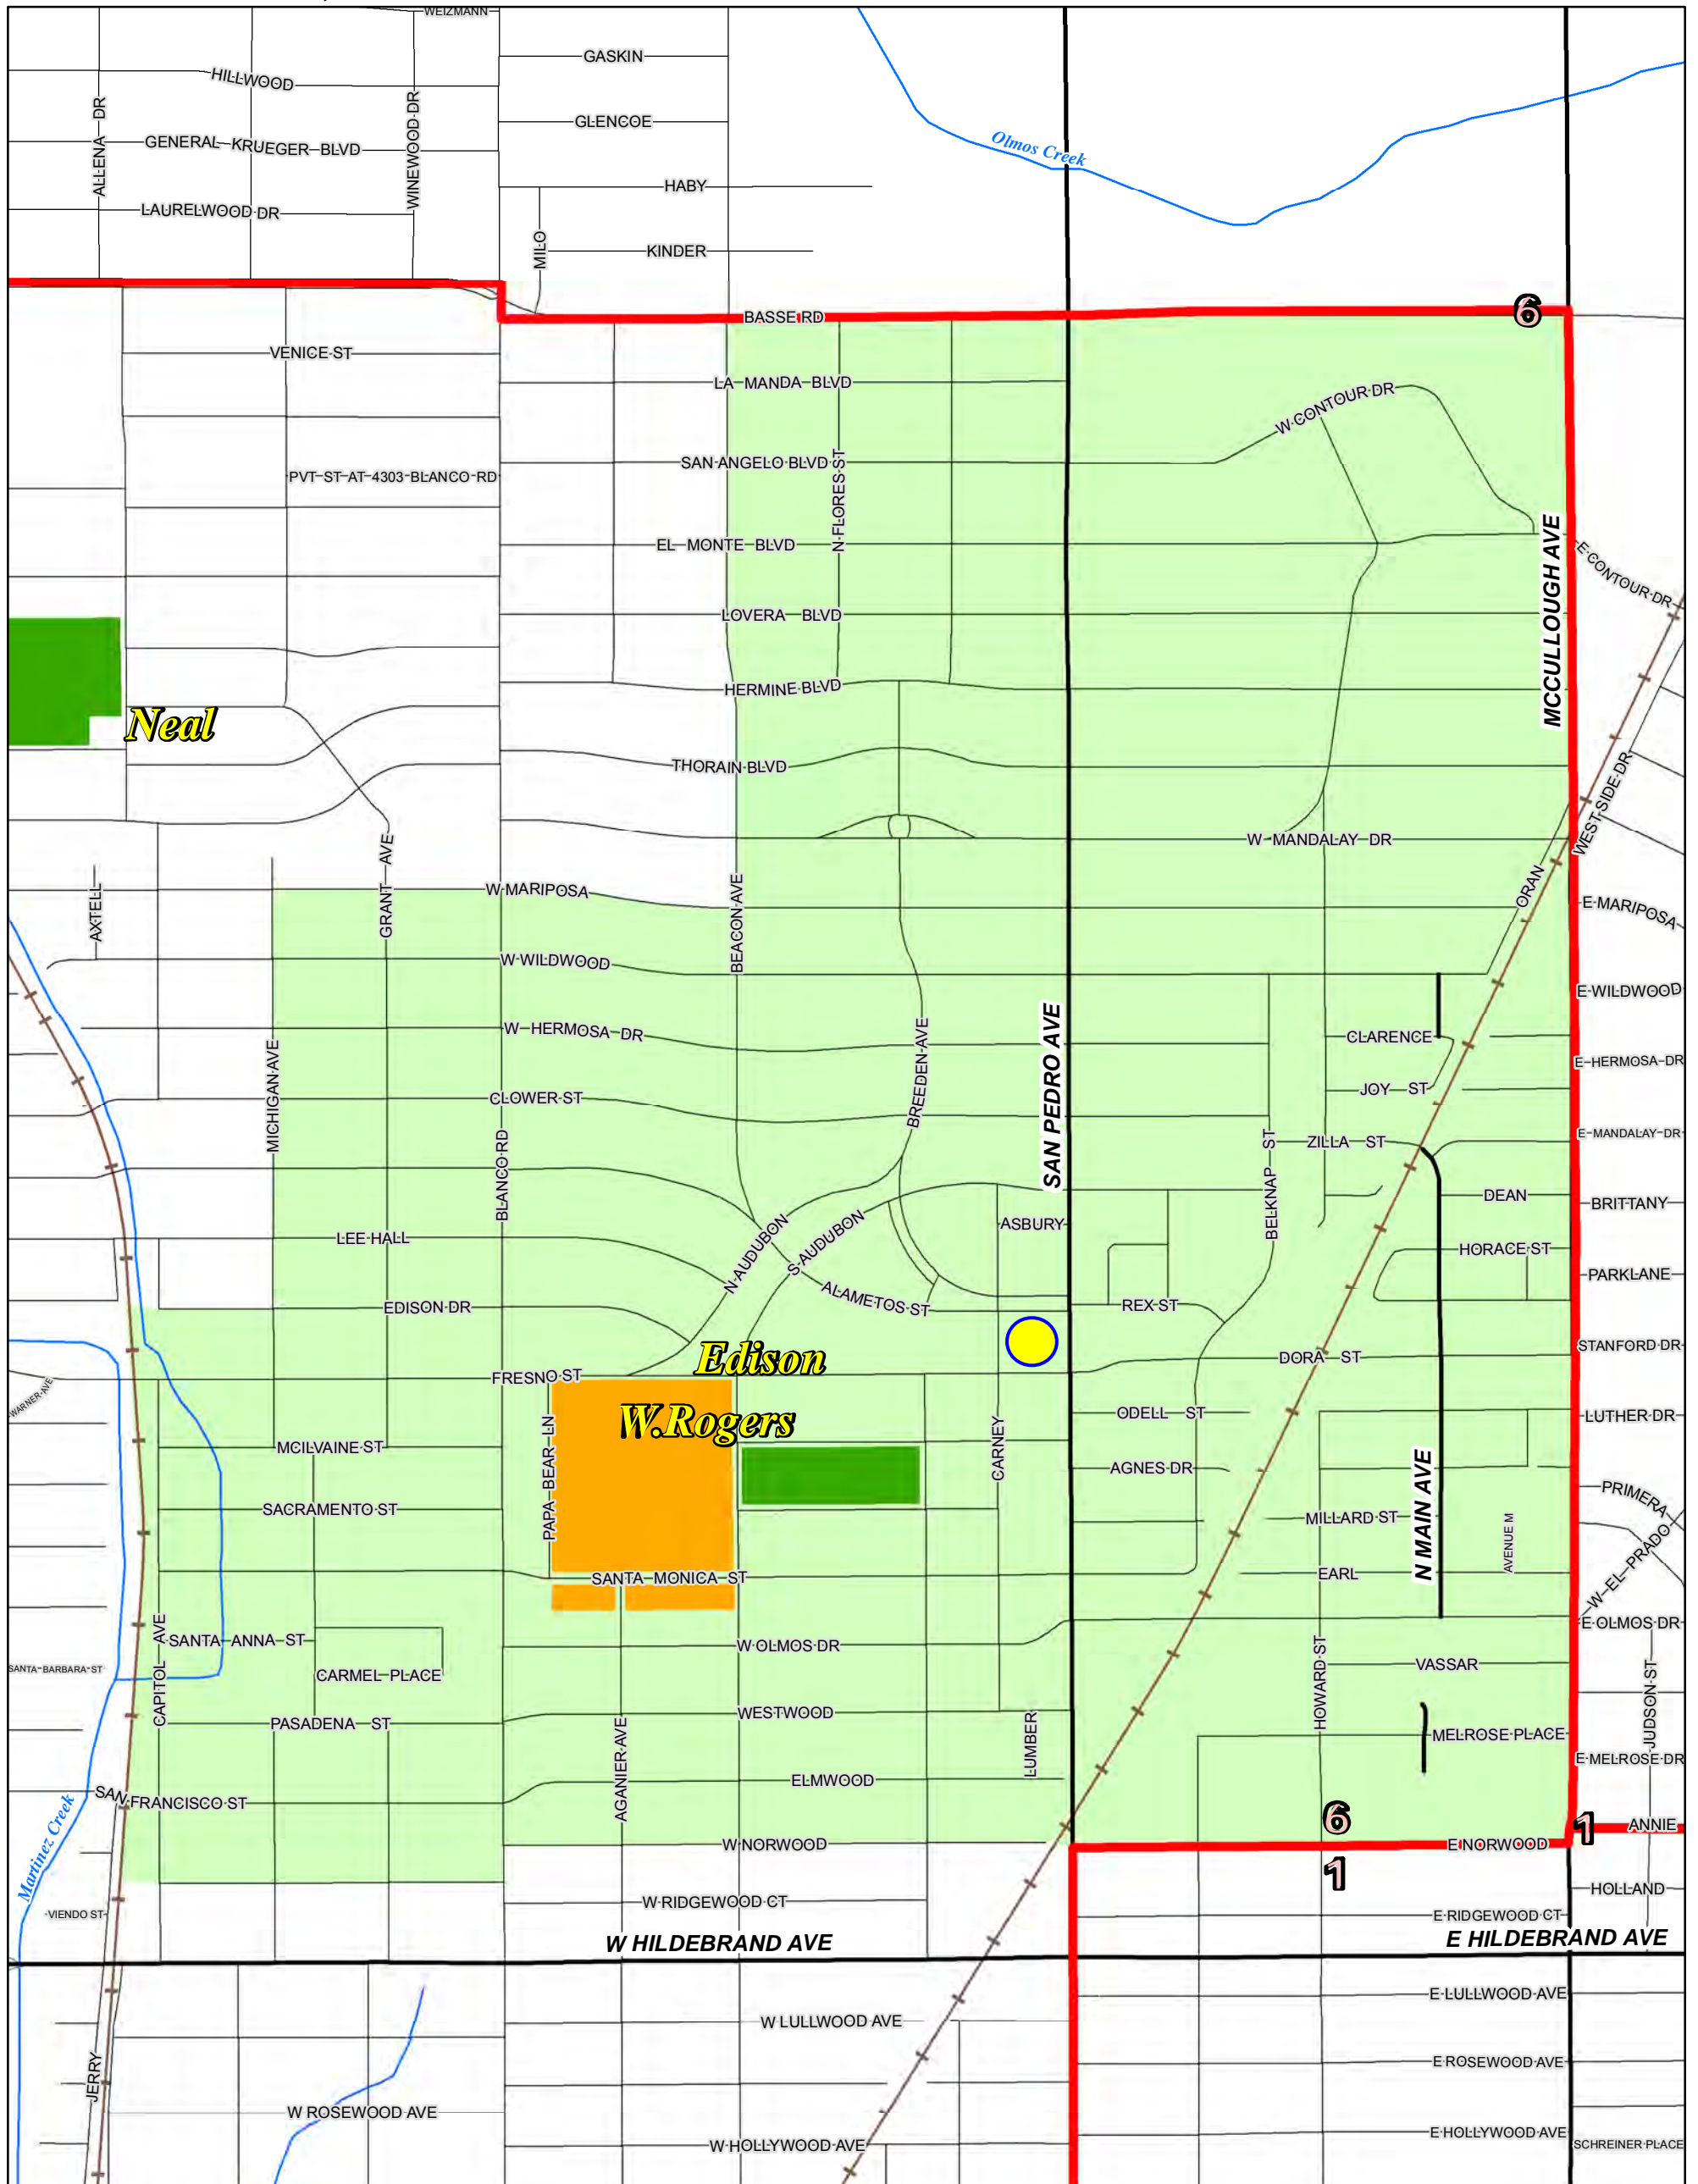 WEIZMANN
GASKIN
HILLWOOD
ALLENA DR
WINEWOOD DR
GLENCOE
GENERAL KRUEGER BLVD
Olmos Creek
HABY
LAURELWOOD DR
MILO
KINDER
BASSE RD
6
VENICE ST
LA MANDA BLVD
W CONTOUR DR
SAN ANGELO BLVD
N FLORES ST
PVT ST AT 4303 BLANCO RD
EL MONTE BLVD
MCCULLOUGH AVE
E CONTOUR DR
LOVERA BLVD
HERMINE BLVD
Neal
THORAIN BLVD
WEST SIDE DR
W MANDALAY DR
GRANT AVE
AXTELL
W MARIPOSA
BEACON AVE
ORAN
E MARIPOSA
W WILDWOOD
E WILDWOOD
W HERMOSA DR
CLARENCE
E HERMOSA DR
MICHIGAN AVE
BREEDEN AVE
SAN PEDRO AVE
CLOWER ST
JOY ST
BLANCO RD
BELKNAP ST
ZILLA ST
E MANDALAY DR
DEAN
BRITTANY
ASBURY
LEE HALL
N AUDUBON
S AUDUBON
HORACE ST
PARKLANE
EDISON DR
ALAMETOS ST
REX ST
STANFORD DR
Edison
DORA ST
FRESNO ST
WARNER AVE
W.Rogers
ODELL ST
LUTHER DR
MCILVAINE ST
PAPA BEAR LN
CARNEY
AGNES DR
N MAIN AVE
PRIMERA
SACRAMENTO ST
MILLARD ST
AVENUE M
W EL PRADO
SANTA MONICA ST
EARL
E OLMOS DR
CAPITOL AVE
SANTA ANNA ST
W OLMOS DR
HOWARD ST
VASSAR
JUDSON ST
SANTA BARBARA ST
CARMEL PLACE
WESTWOOD
PASADENA ST
AGANIER AVE
LUMBER
MELROSE PLACE
E MELROSE DR
ELMWOOD
SAN FRANCISCO ST
Martinez Creek
6
1
ANNIE
W NORWOOD
E NORWOOD
1
HOLLAND
W RIDGEWOOD CT
VIENDO ST
E RIDGEWOOD CT
W HILDEBRAND AVE
E HILDEBRAND AVE
E LULLWOOD AVE
W LULLWOOD AVE
JERRY
E ROSEWOOD AVE
W ROSEWOOD AVE
E HOLLYWOOD AVE
W HOLLYWOOD AVE
SCHREINER PLACE